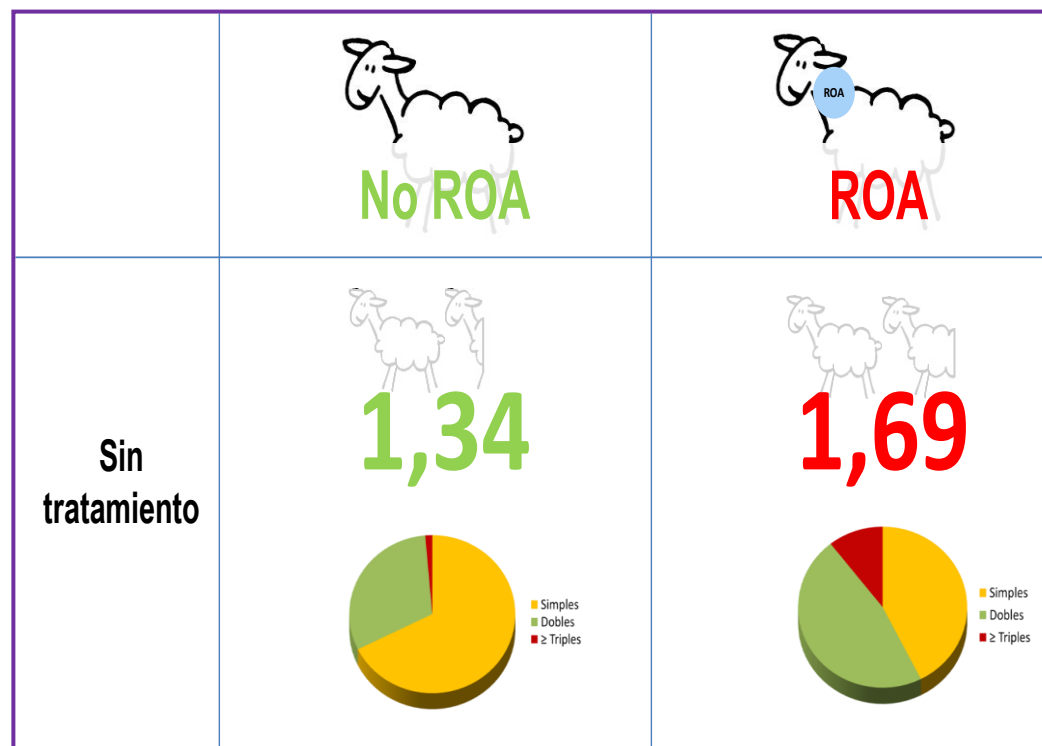 ROA
No ROA
ROA
Sin
tratamiento
1,34
1,69
Simples
Dobles
≥ Triples
Simples
Dobles
≥ Triples